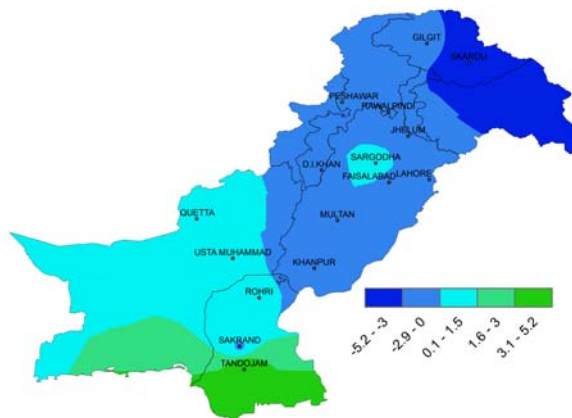 GILGIT
SKARDU
PESHAWAR
RAWALPINDI
JHELUM
SARGODHA
D.I.KHAN
FAISALABAD
LAHORE
QUETTA
MULTAN
USTA MUHAMMAD
KHANPUR
ROHRI
SAKRAND
TANDOJAM
-5.2 - -3
-2.9 - 0
0.1 - 1.5
1.6 - 3
3.1 - 5.2